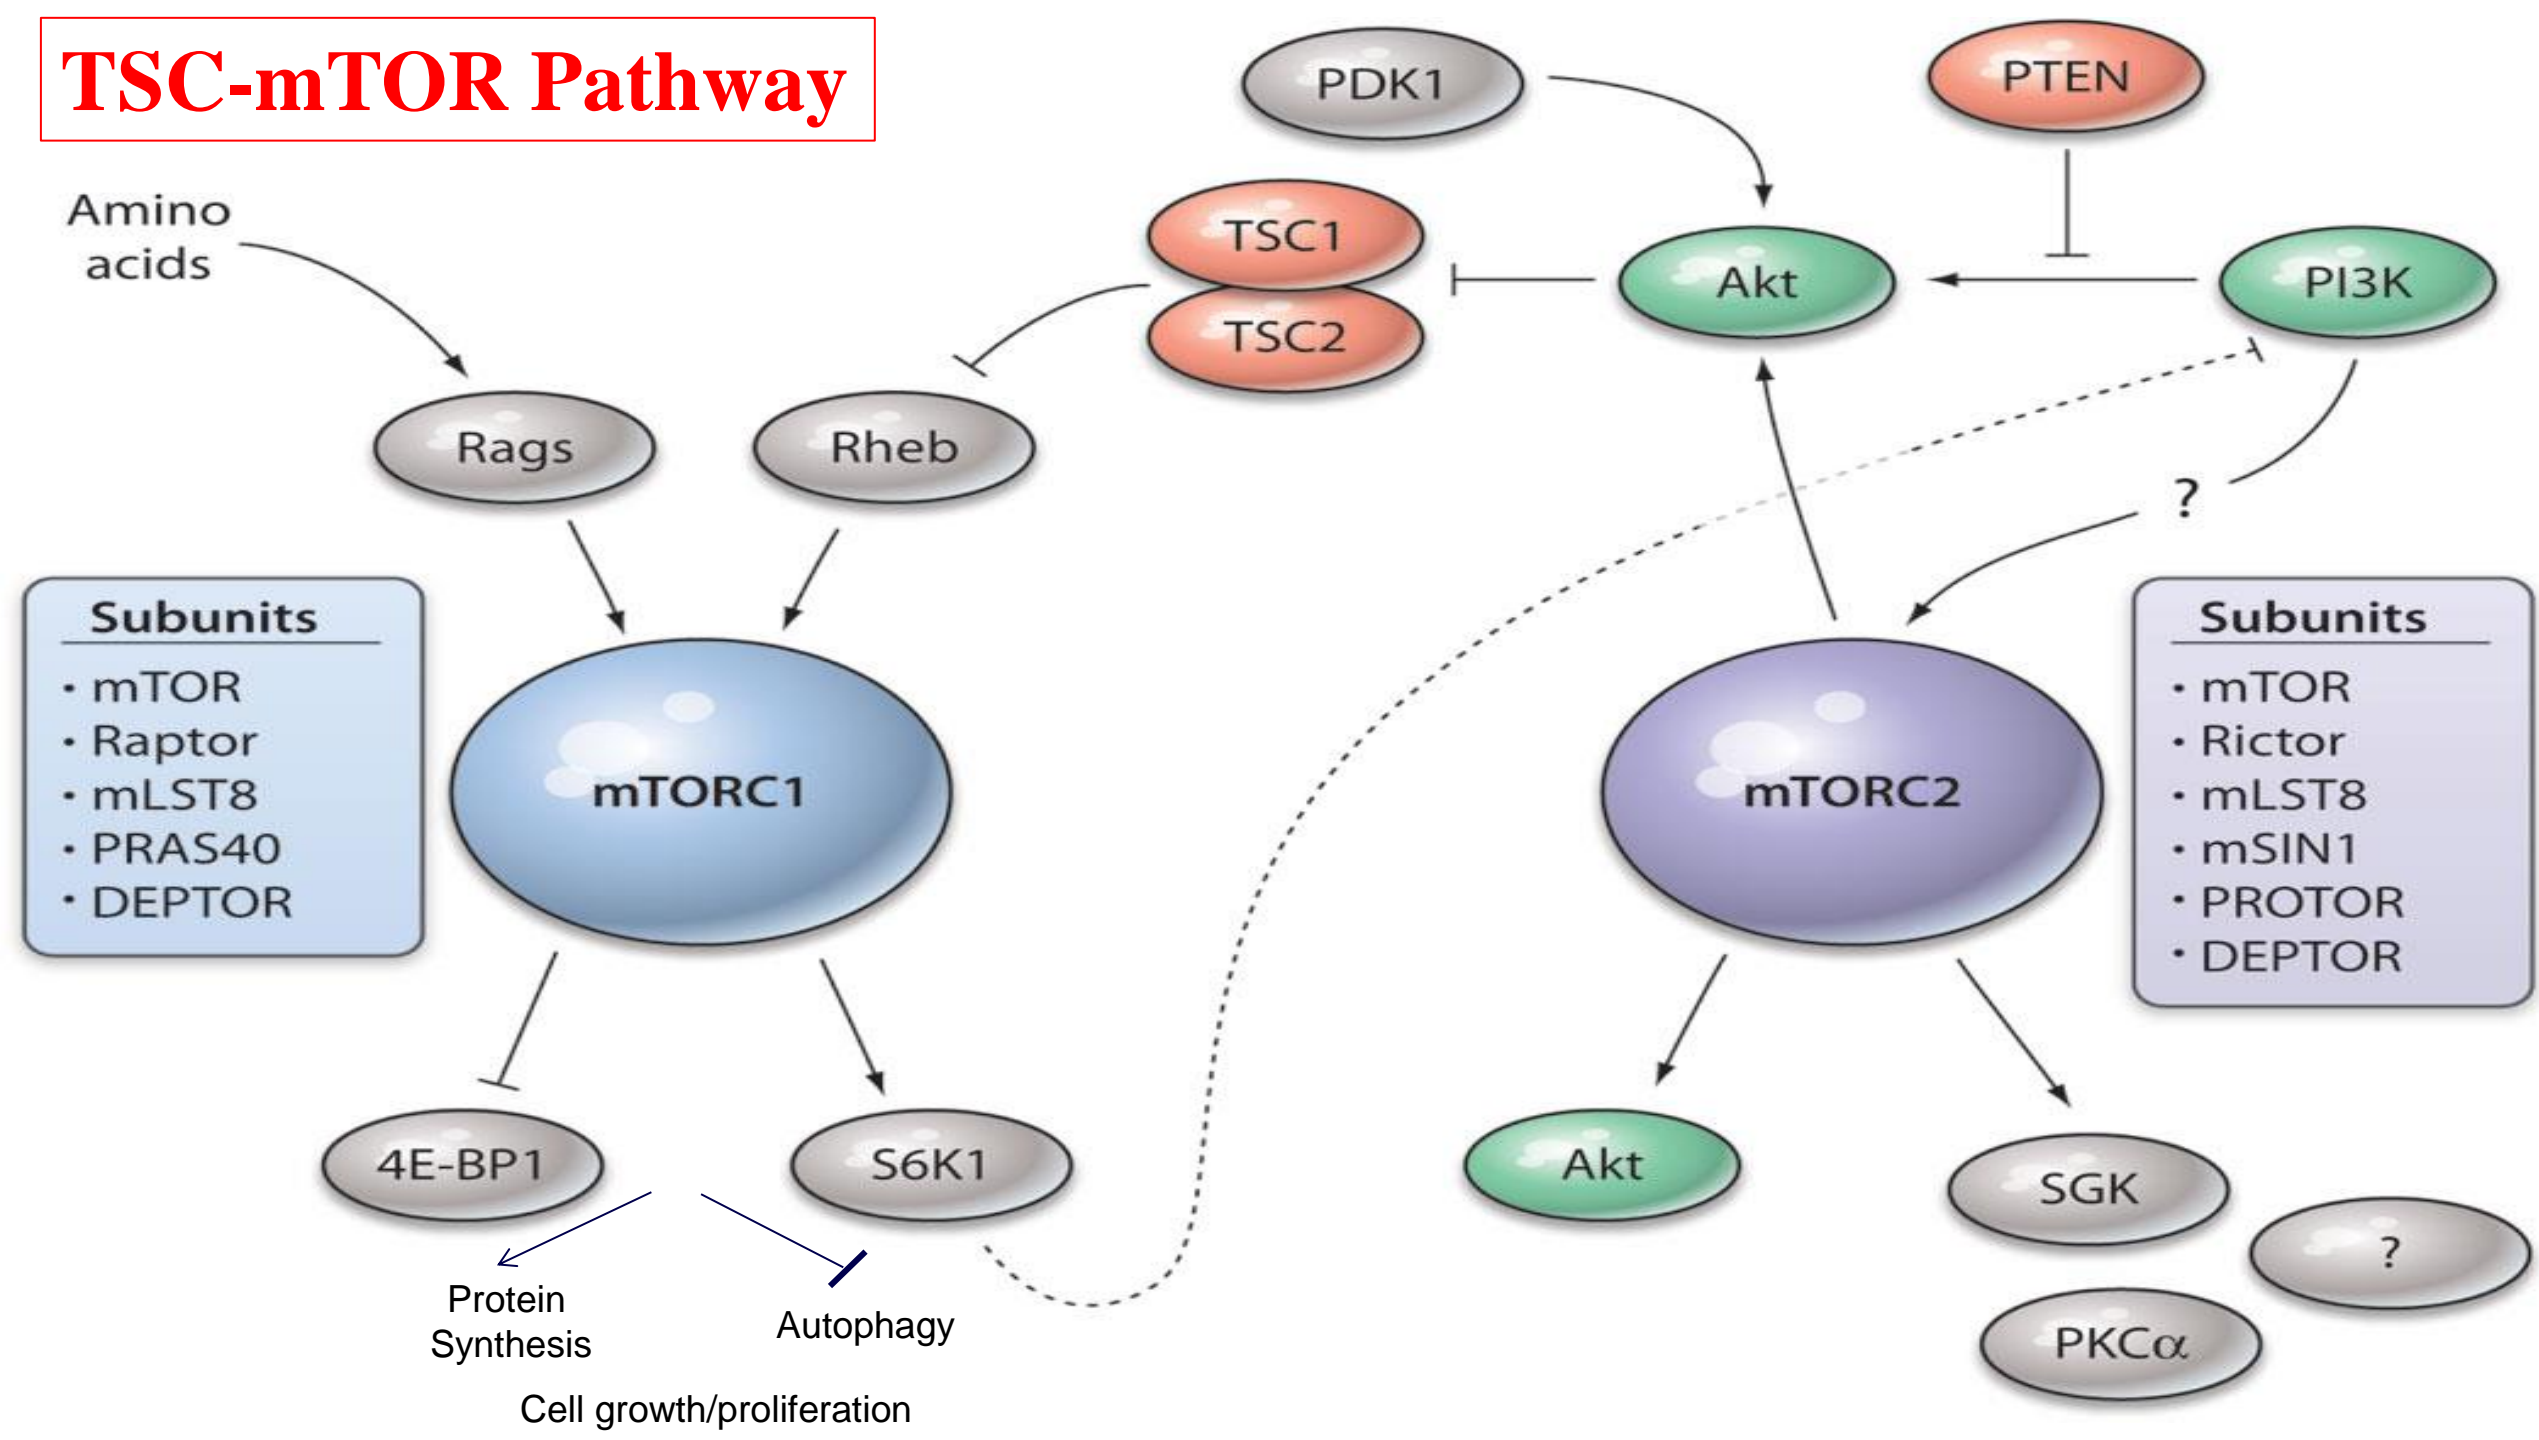 TSC-mTOR Pathway
PDK1
PTEN
Amino
acids
TSC1
TSC2
Akt
PI3K
Rags
Rheb
?
Subunits
· mTOR
· Raptor
· mLST8
· PRAS40
· DEPTOR
mTORC1
mTORC2
Subunits
· mTOR
· Rictor
· mLST8
· mSIN1
· PROTOR
· DEPTOR
4E-BP1
S6K1
Akt
SGK
?
PKCα
Protein
Synthesis
Autophagy
Cell growth/proliferation